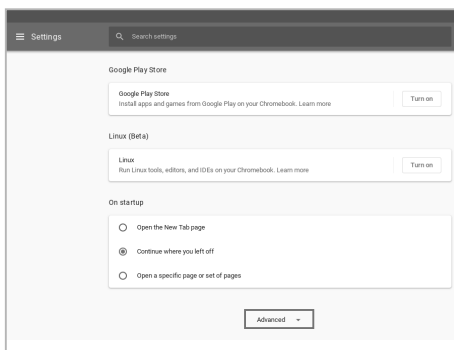 Settings
Search settings
Google Play Store
Google Play Store
Install apps and games from Google Play on your Chromebook. Learn more
Turn on
Linux (Beta)
Linux
Run Linux tools, editors, and IDEs on your Chromebook. Learn more
Turn on
On startup
Open the New Tab page
Continue where you left off
Open a specific page or set of pages
Advanced